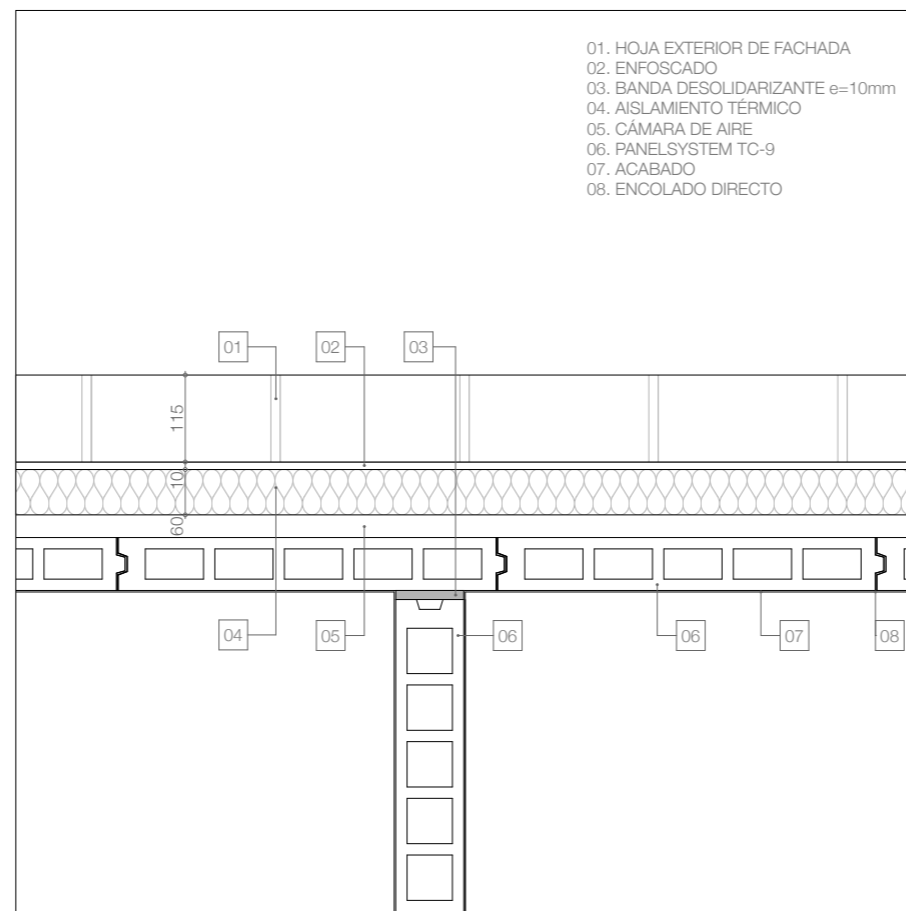 01. HOJA EXTERIOR DE FACHADA
02. ENFOSCADO
03. BANDA DESOLIDARIZANTE e=10mm
04. AISLAMIENTO TÉRMICO
05. CÁMARA DE AIRE
06. PANELSYSTEM TC-9
07. ACABADO
08. ENCOLADO DIRECTO
01
02
03
115
10
60
04
05
06
06
07
08